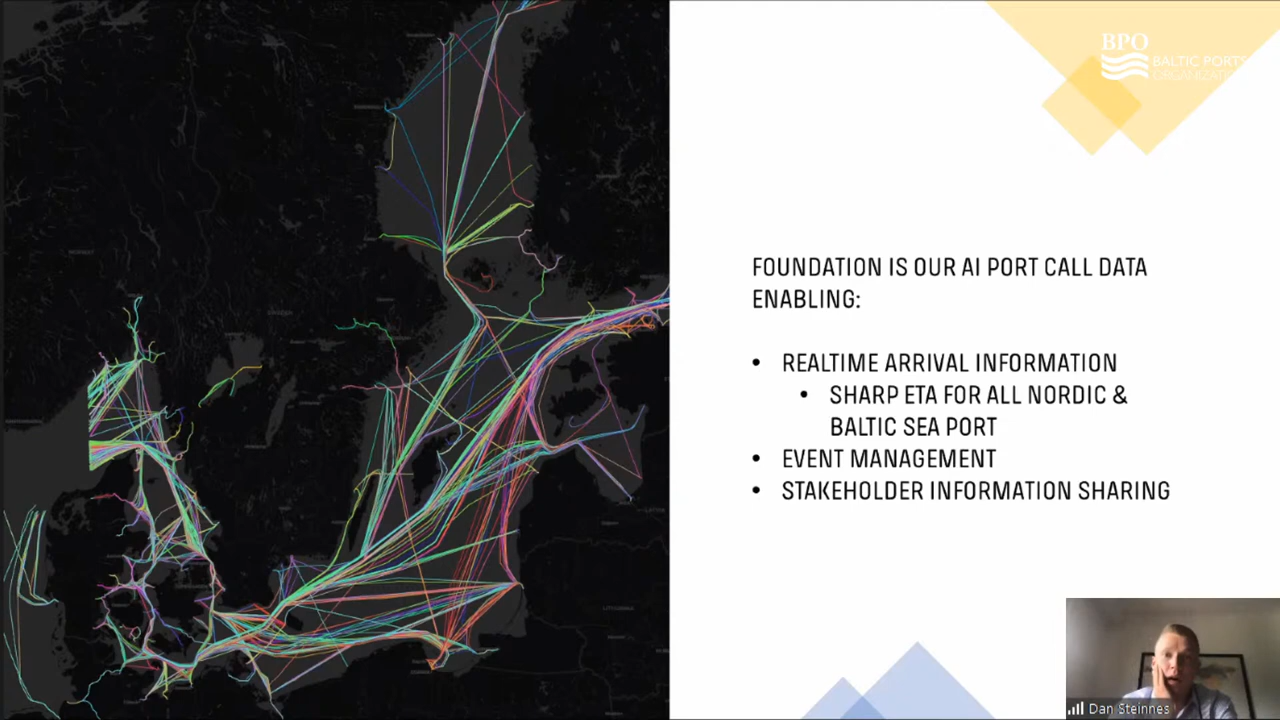 BPO
BALTIC PORTS
ORGANIZATION
FOUNDATION IS OUR AI PORT CALL DATA
ENABLING:
• REALTIME ARRIVAL INFORMATION
• SHARP ETA FOR ALL NORDIC &
BALTIC SEA PORT
• EVENT MANAGEMENT
• STAKEHOLDER INFORMATION SHARING
Dan Steinnes